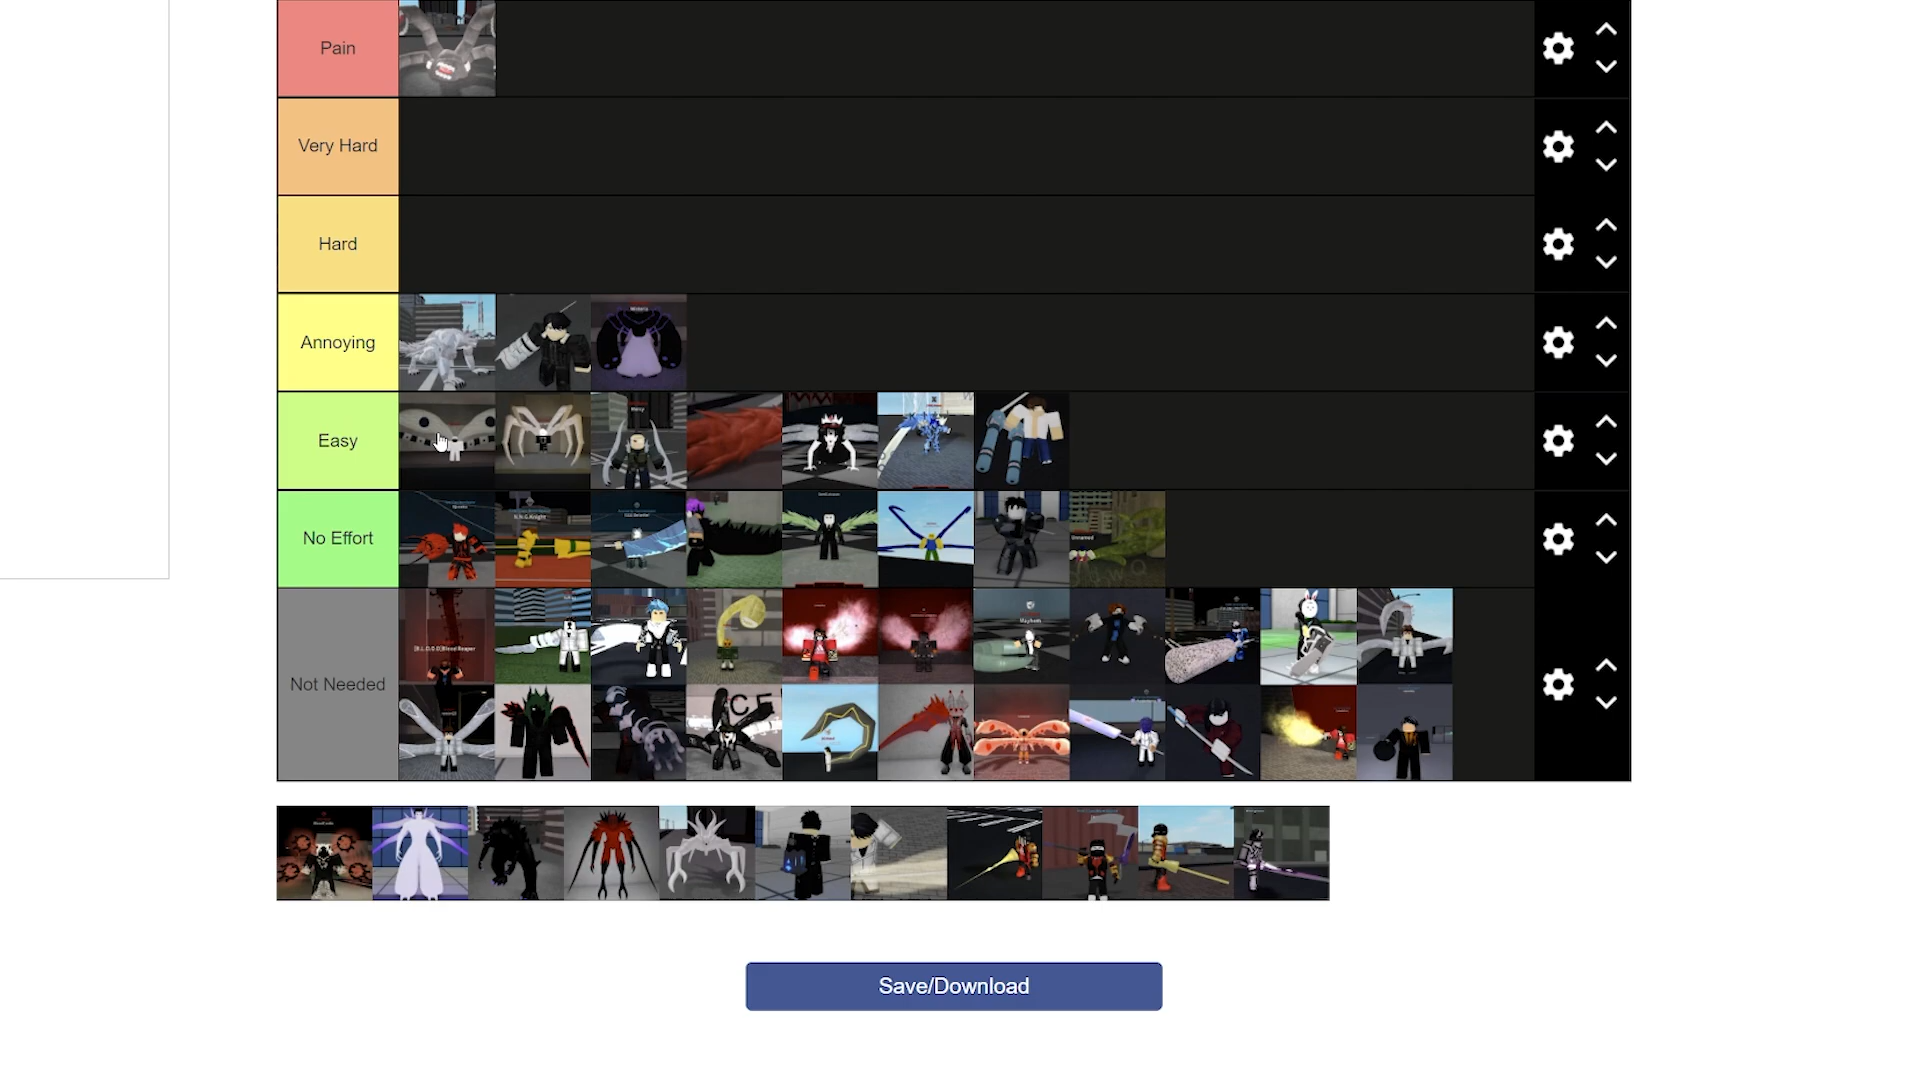 Pain
Very Hard
Hard
Annoying
Easy
No Effort
Not Needed
Save/Download